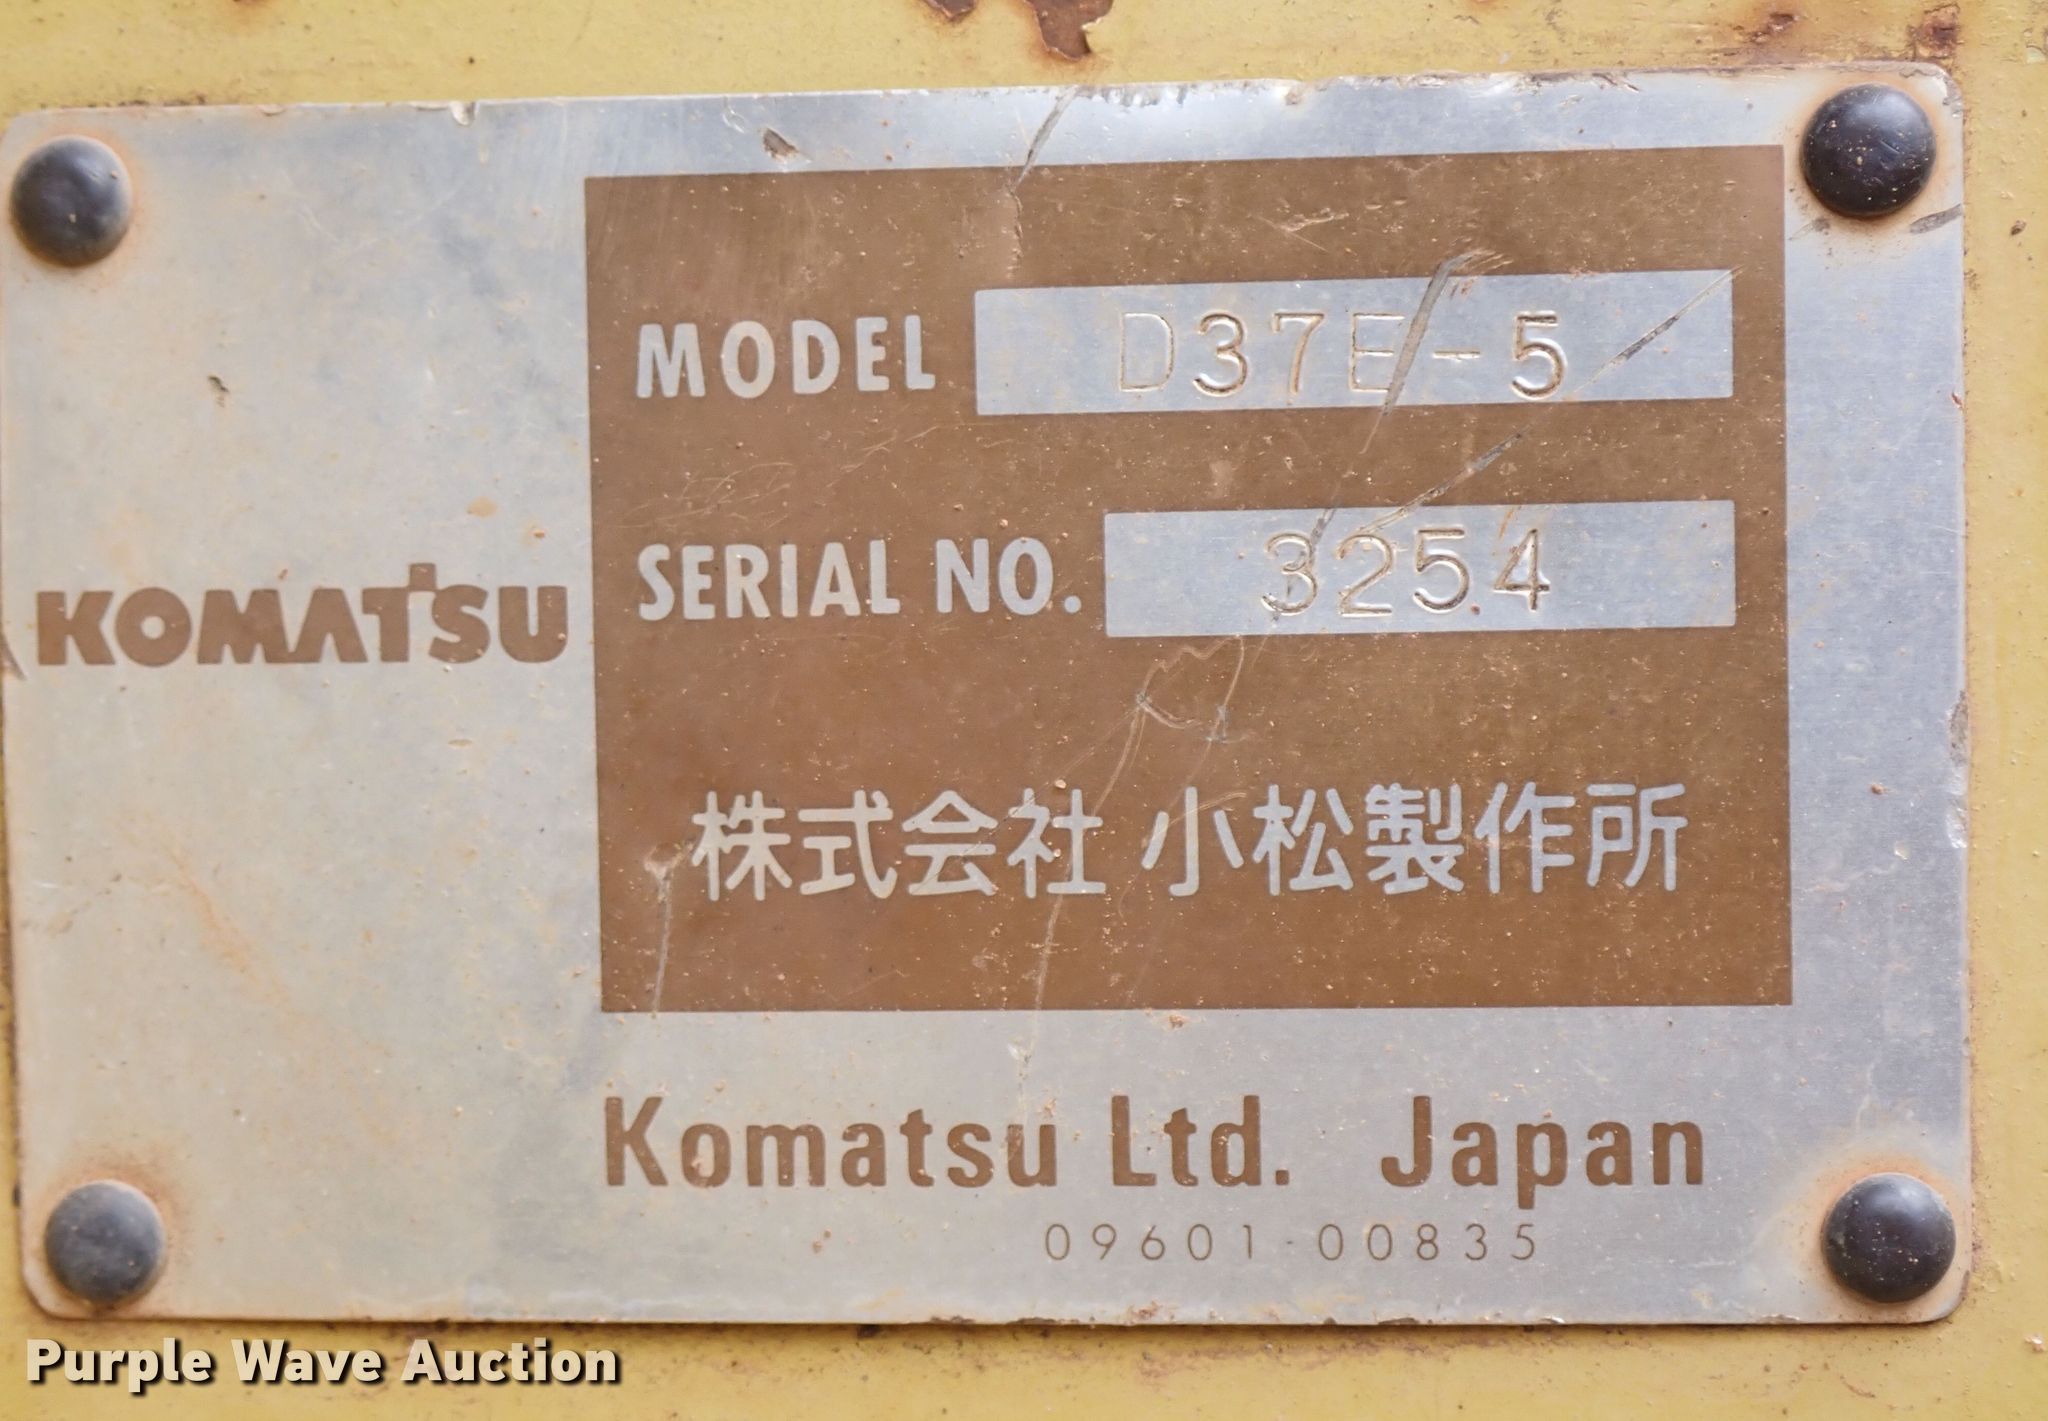 KOMATSU
MODEL D37E-5
SERIAL NO. 3254
株式会社 小松製作所
Komatsu Ltd. Japan
09601-00835
Purple Wave Auction